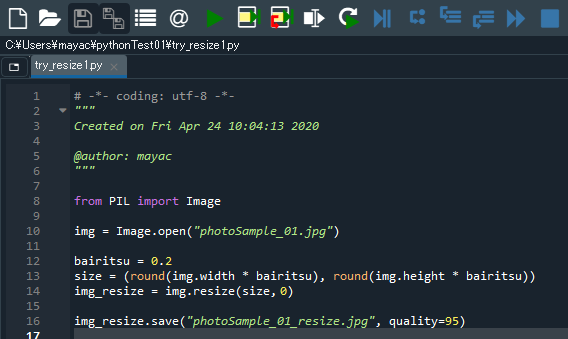 C:¥Users¥mayac¥pythonTest01¥try_resize1.py
try_resize1.py
1 # -*- coding: utf-8 -*-
2 """
3 Created on Fri Apr 24 10:04:13 2020
4
5 @author: mayac
6 """
7
8 from PIL import Image
9
10 img = Image.open("photoSample_01.jpg")
11
12 bairitsu = 0.2
13 size = (round(img.width * bairitsu), round(img.height * bairitsu))
14 img_resize = img.resize(size,0)
15
16 img_resize.save("photoSample_01_resize.jpg", quality=95)
17